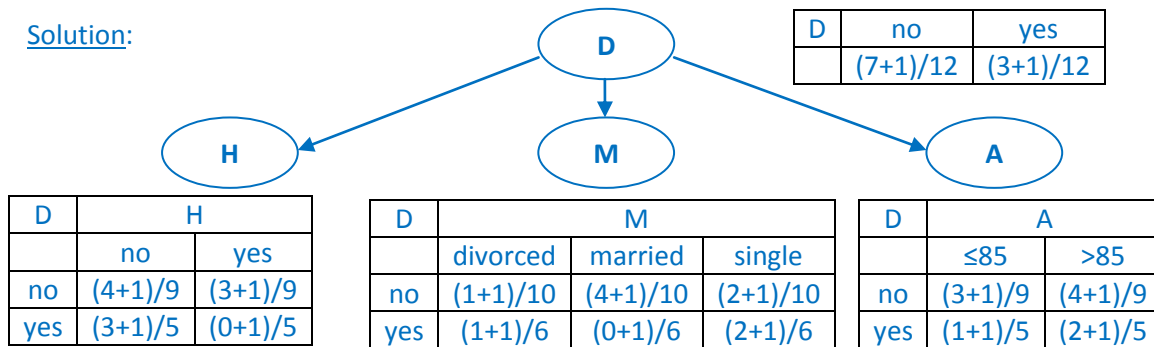 Solution:
D
D no yes
(7+1)/12 (3+1)/12
H
M
A
D H
no yes
no (4+1)/9 (3+1)/9
yes (3+1)/5 (0+1)/5
D M
divorced married single
no (1+1)/10 (4+1)/10 (2+1)/10
yes (1+1)/6 (0+1)/6 (2+1)/6
D A
≤85 >85
no (3+1)/9 (4+1)/9
yes (1+1)/5 (2+1)/5